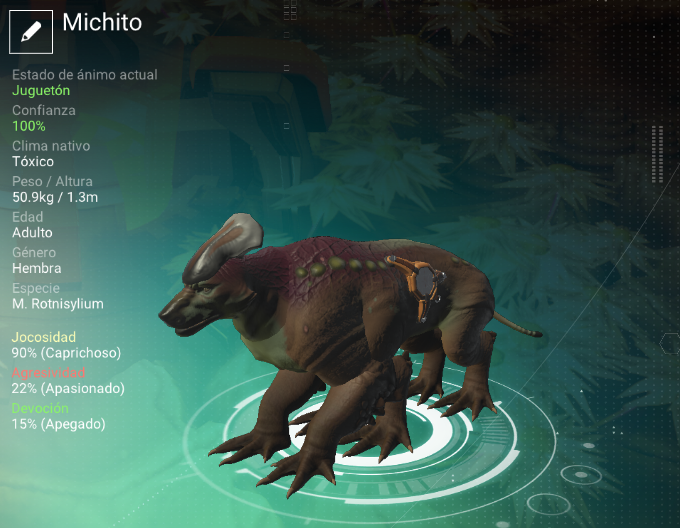 Michito
Estado de ánimo actual
Juguetón
Confianza
100%
Clima nativo
Tóxico
Peso / Altura
50.9kg / 1.3m
Edad
Adulto
Género
Hembra
Especie
M. Rotnisylium
Jocosidad
90% (Caprichoso)
Agresividad
22% (Apasionado)
Devoción
15% (Apegado)